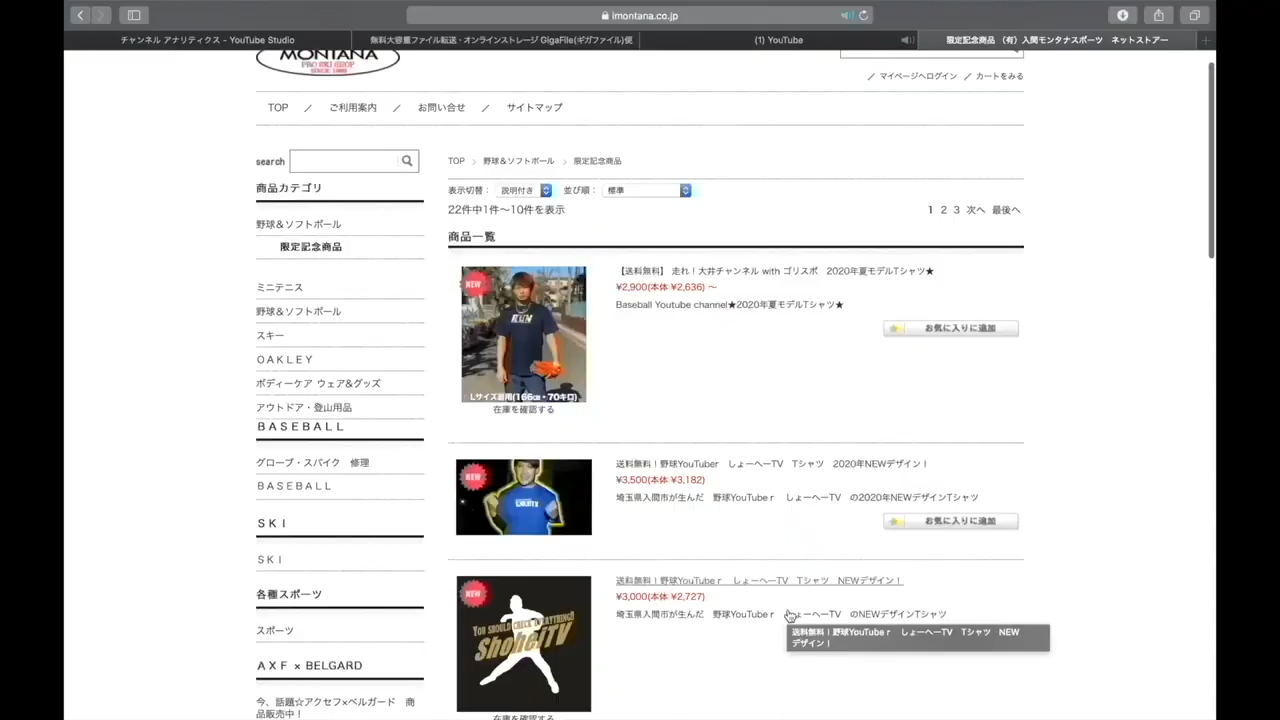 imontana.co.jp
チャンネル アナリティクス - YouTube Studio
無料大容量ファイル転送・オンラインストレージ GigaFile(ギガファイル)便
(1) YouTube
限定記念商品 （有）入間モンタナスポーツ ネットストアー
MONTANA
PRO SKI SHOP
／ マイページへログイン ／ カートをみる
TOP ／ ご利用案内 ／ お問い合せ ／ サイトマップ
search
商品カテゴリ
野球＆ソフトボール
限定記念商品
ミニテニス
野球＆ソフトボール
スキー
ＯＡＫＬＥＹ
ボディーケア ウェア&グッズ
アウトドア・登山用品
ＢＡＳＥＢＡＬＬ
グローブ・スパイク 修理
ＢＡＳＥＢＡＬＬ
ＳＫＩ
ＳＫＩ
各種スポーツ
スポーツ
ＡＸＦ × BELGARD
今、話題☆アクセフ×ベルガード 商
品販売中！
TOP > 野球＆ソフトボール > 限定記念商品
表示切替： 説明付き 並び順： 標準
22件中1件～10件を表示
1 2 3 次へ 最後へ
商品一覧
NEW
RUN
Lサイズ着用(166cm・70キロ)
在庫を確認する
【送料無料】 走れ！大井チャンネル with ゴリスポ 2020年夏モデルTシャツ★
¥2,900(本体 ¥2,636) ～
Baseball Youtube channel★2020年夏モデルTシャツ★
お気に入りに追加
NEW
送料無料！野球YouTuber しょーへーTV Tシャツ 2020年NEWデザイン！
¥3,500(本体 ¥3,182)
埼玉県入間市が生んだ 野球YouTubeｒ しょーへーTV の2020年NEWデザインTシャツ
お気に入りに追加
NEW
YOU SHOULD CHECK EVERYTHING!!
ShoheiTV
在庫を確認する
送料無料！野球YouTubeｒ しょーへーTV Tシャツ NEWデザイン！
¥3,000(本体 ¥2,727)
埼玉県入間市が生んだ 野球YouTubeｒ しょーへーTV のNEWデザインTシャツ
送料無料！野球YouTubeｒ しょーへーTV Tシャツ NEW
デザイン！